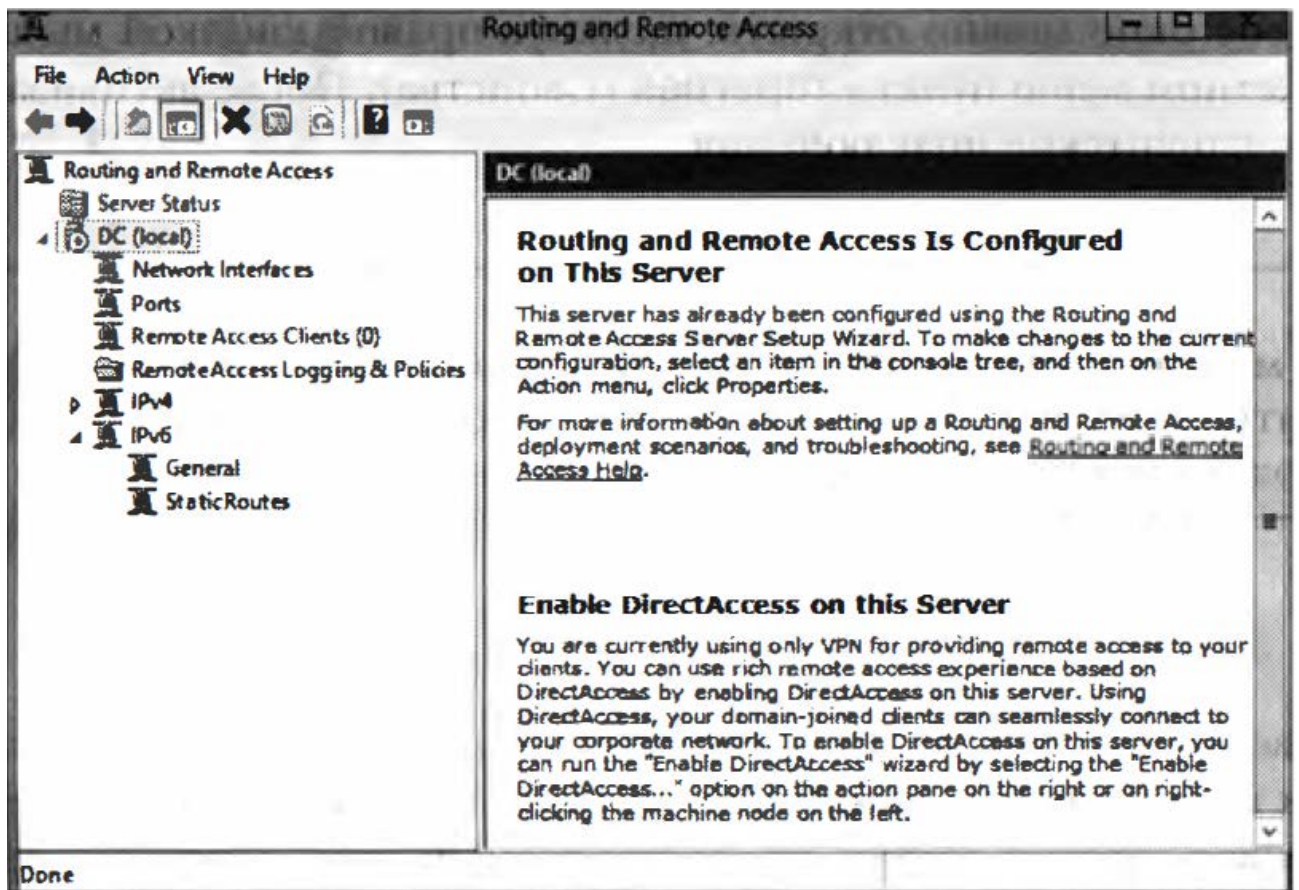 Routing and Remote Access
File Action View Help
Routing and Remote Access
Server Status
DC (local)
Network Interfaces
Ports
Remote Access Clients (0)
Remote Access Logging & Policies
IPv4
IPv6
General
Static Routes
DC (local)
Routing and Remote Access Is Configured
on This Server
This server has already been configured using the Routing and
Remote Access Server Setup Wizard. To make changes to the current
configuration, select an item in the console tree, and then on the
Action menu, click Properties.
For more information about setting up a Routing and Remote Access,
deployment scenarios, and troubleshooting, see Routing and Remote
Access Help.
Enable DirectAccess on this Server
You are currently using only VPN for providing remote access to your
clients. You can use rich remote access experience based on
DirectAccess by enabling DirectAccess on this server. Using
DirectAccess, your domain-joined clients can seamlessly connect to
your corporate network. To enable DirectAccess on this server, you
can run the "Enable DirectAccess" wizard by selecting the "Enable
DirectAccess..." option on the action pane on the right or on right-
clicking the machine node on the left.
Done